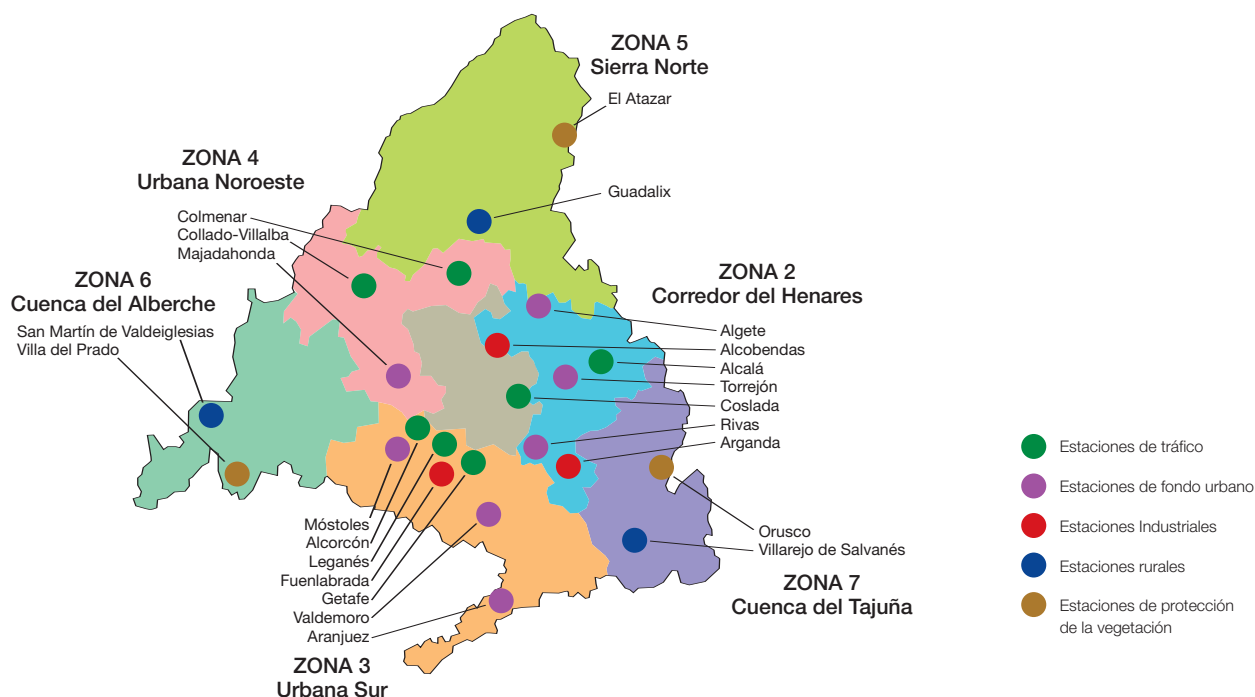 ZONA 5
Sierra Norte
El Atazar
ZONA 4
Urbana Noroeste
Guadalix
Colmenar
Collado-Villalba
Majadahonda
ZONA 6
Cuenca del Alberche
San Martín de Valdeiglesias
Villa del Prado
ZONA 2
Corredor del Henares
Algete
Alcobendas
Alcalá
Torrejón
Coslada
Rivas
Arganda
Móstoles
Alcorcón
Leganés
Fuenlabrada
Getafe
Valdemoro
Aranjuez
ZONA 3
Urbana Sur
Orusco
Villarejo de Salvanés
ZONA 7
Cuenca del Tajuña
Estaciones de tráfico
Estaciones de fondo urbano
Estaciones Industriales
Estaciones rurales
Estaciones de protección
de la vegetación